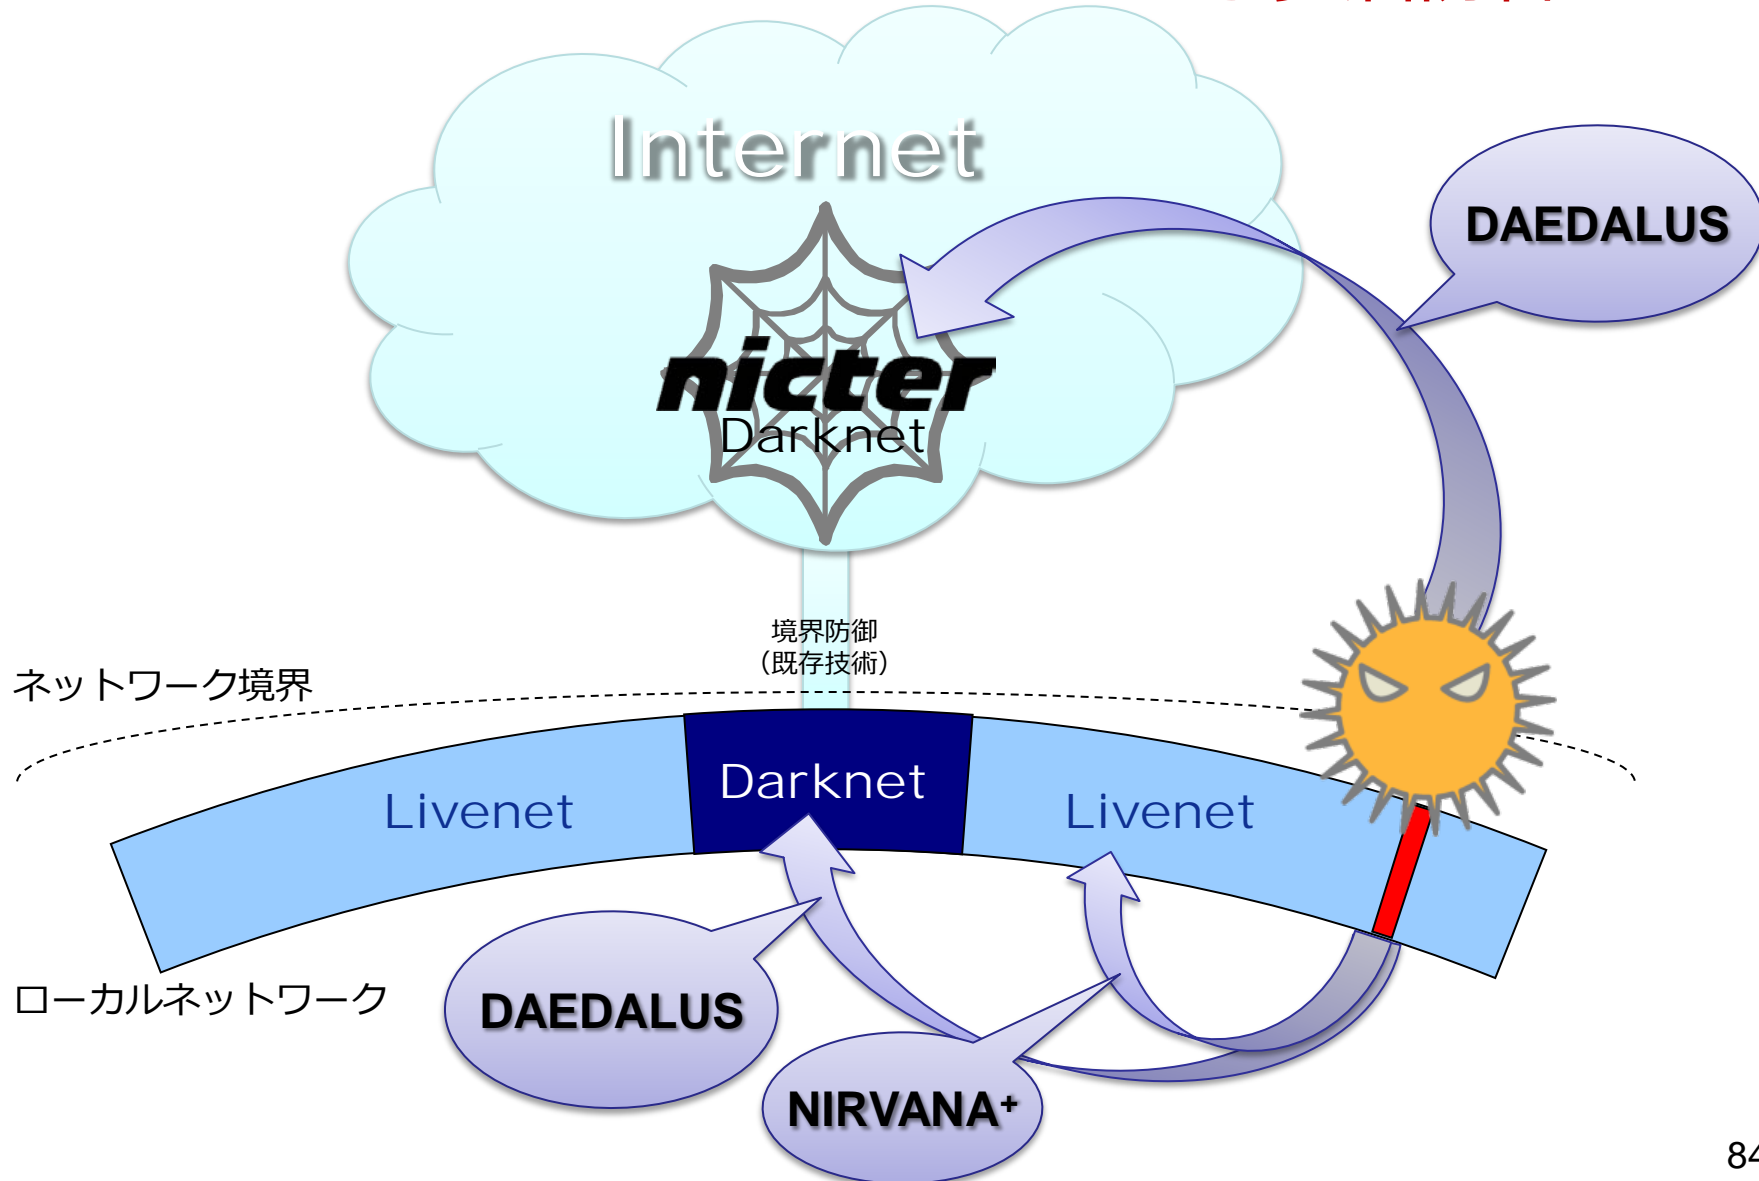 Internet
DAEDALUS
nicter
Darknet
境界防御
（既存技術）
ネットワーク境界
Darknet
Livenet
Livenet
ローカルネットワーク
DAEDALUS
NIRVANA+
84